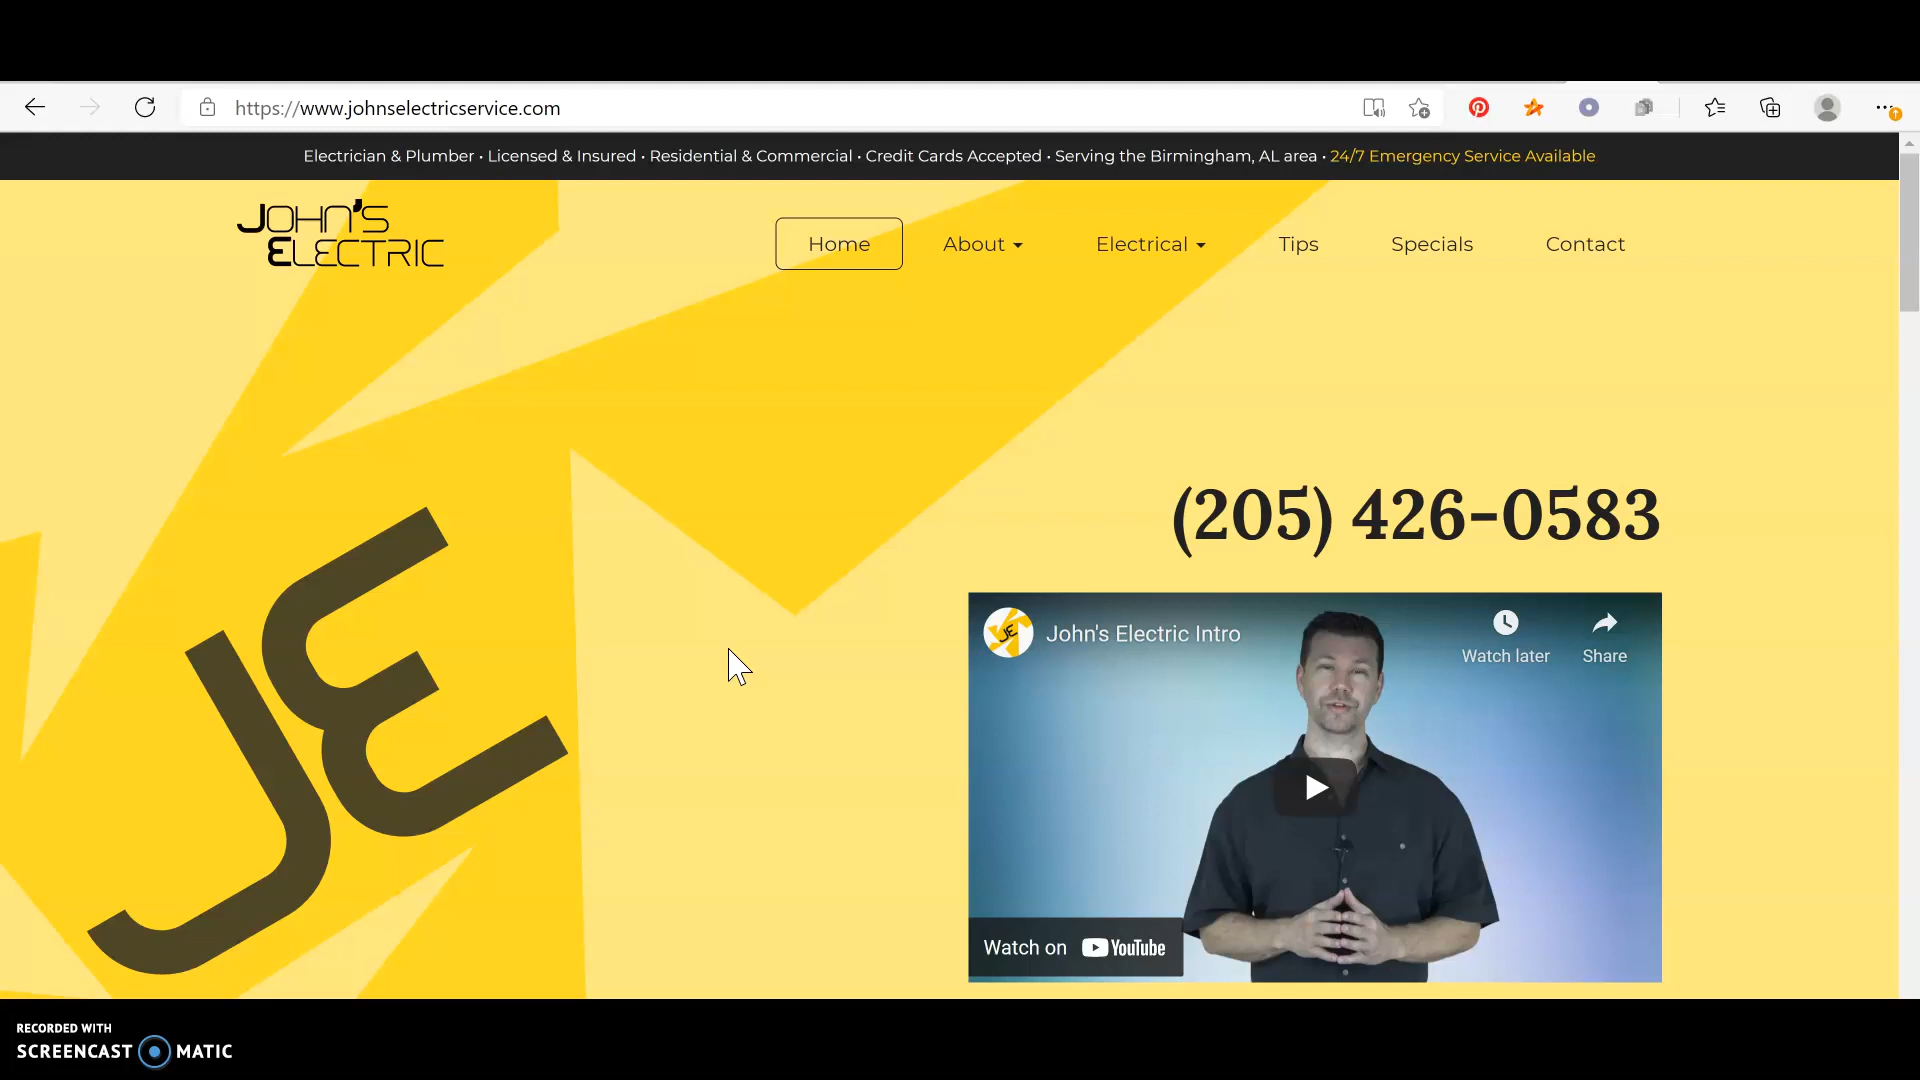 https://www.johnselectricservice.com
Electrician & Plumber • Licensed & Insured • Residential & Commercial • Credit Cards Accepted • Serving the Birmingham, AL area • 24/7 Emergency Service Available
JOHN'S
ELECTRIC
Home About Electrical Tips Specials Contact
(205) 426-0583
JE
JE John's Electric Intro
Watch later Share
Watch on YouTube
RECORDED WITH
SCREENCAST MATIC